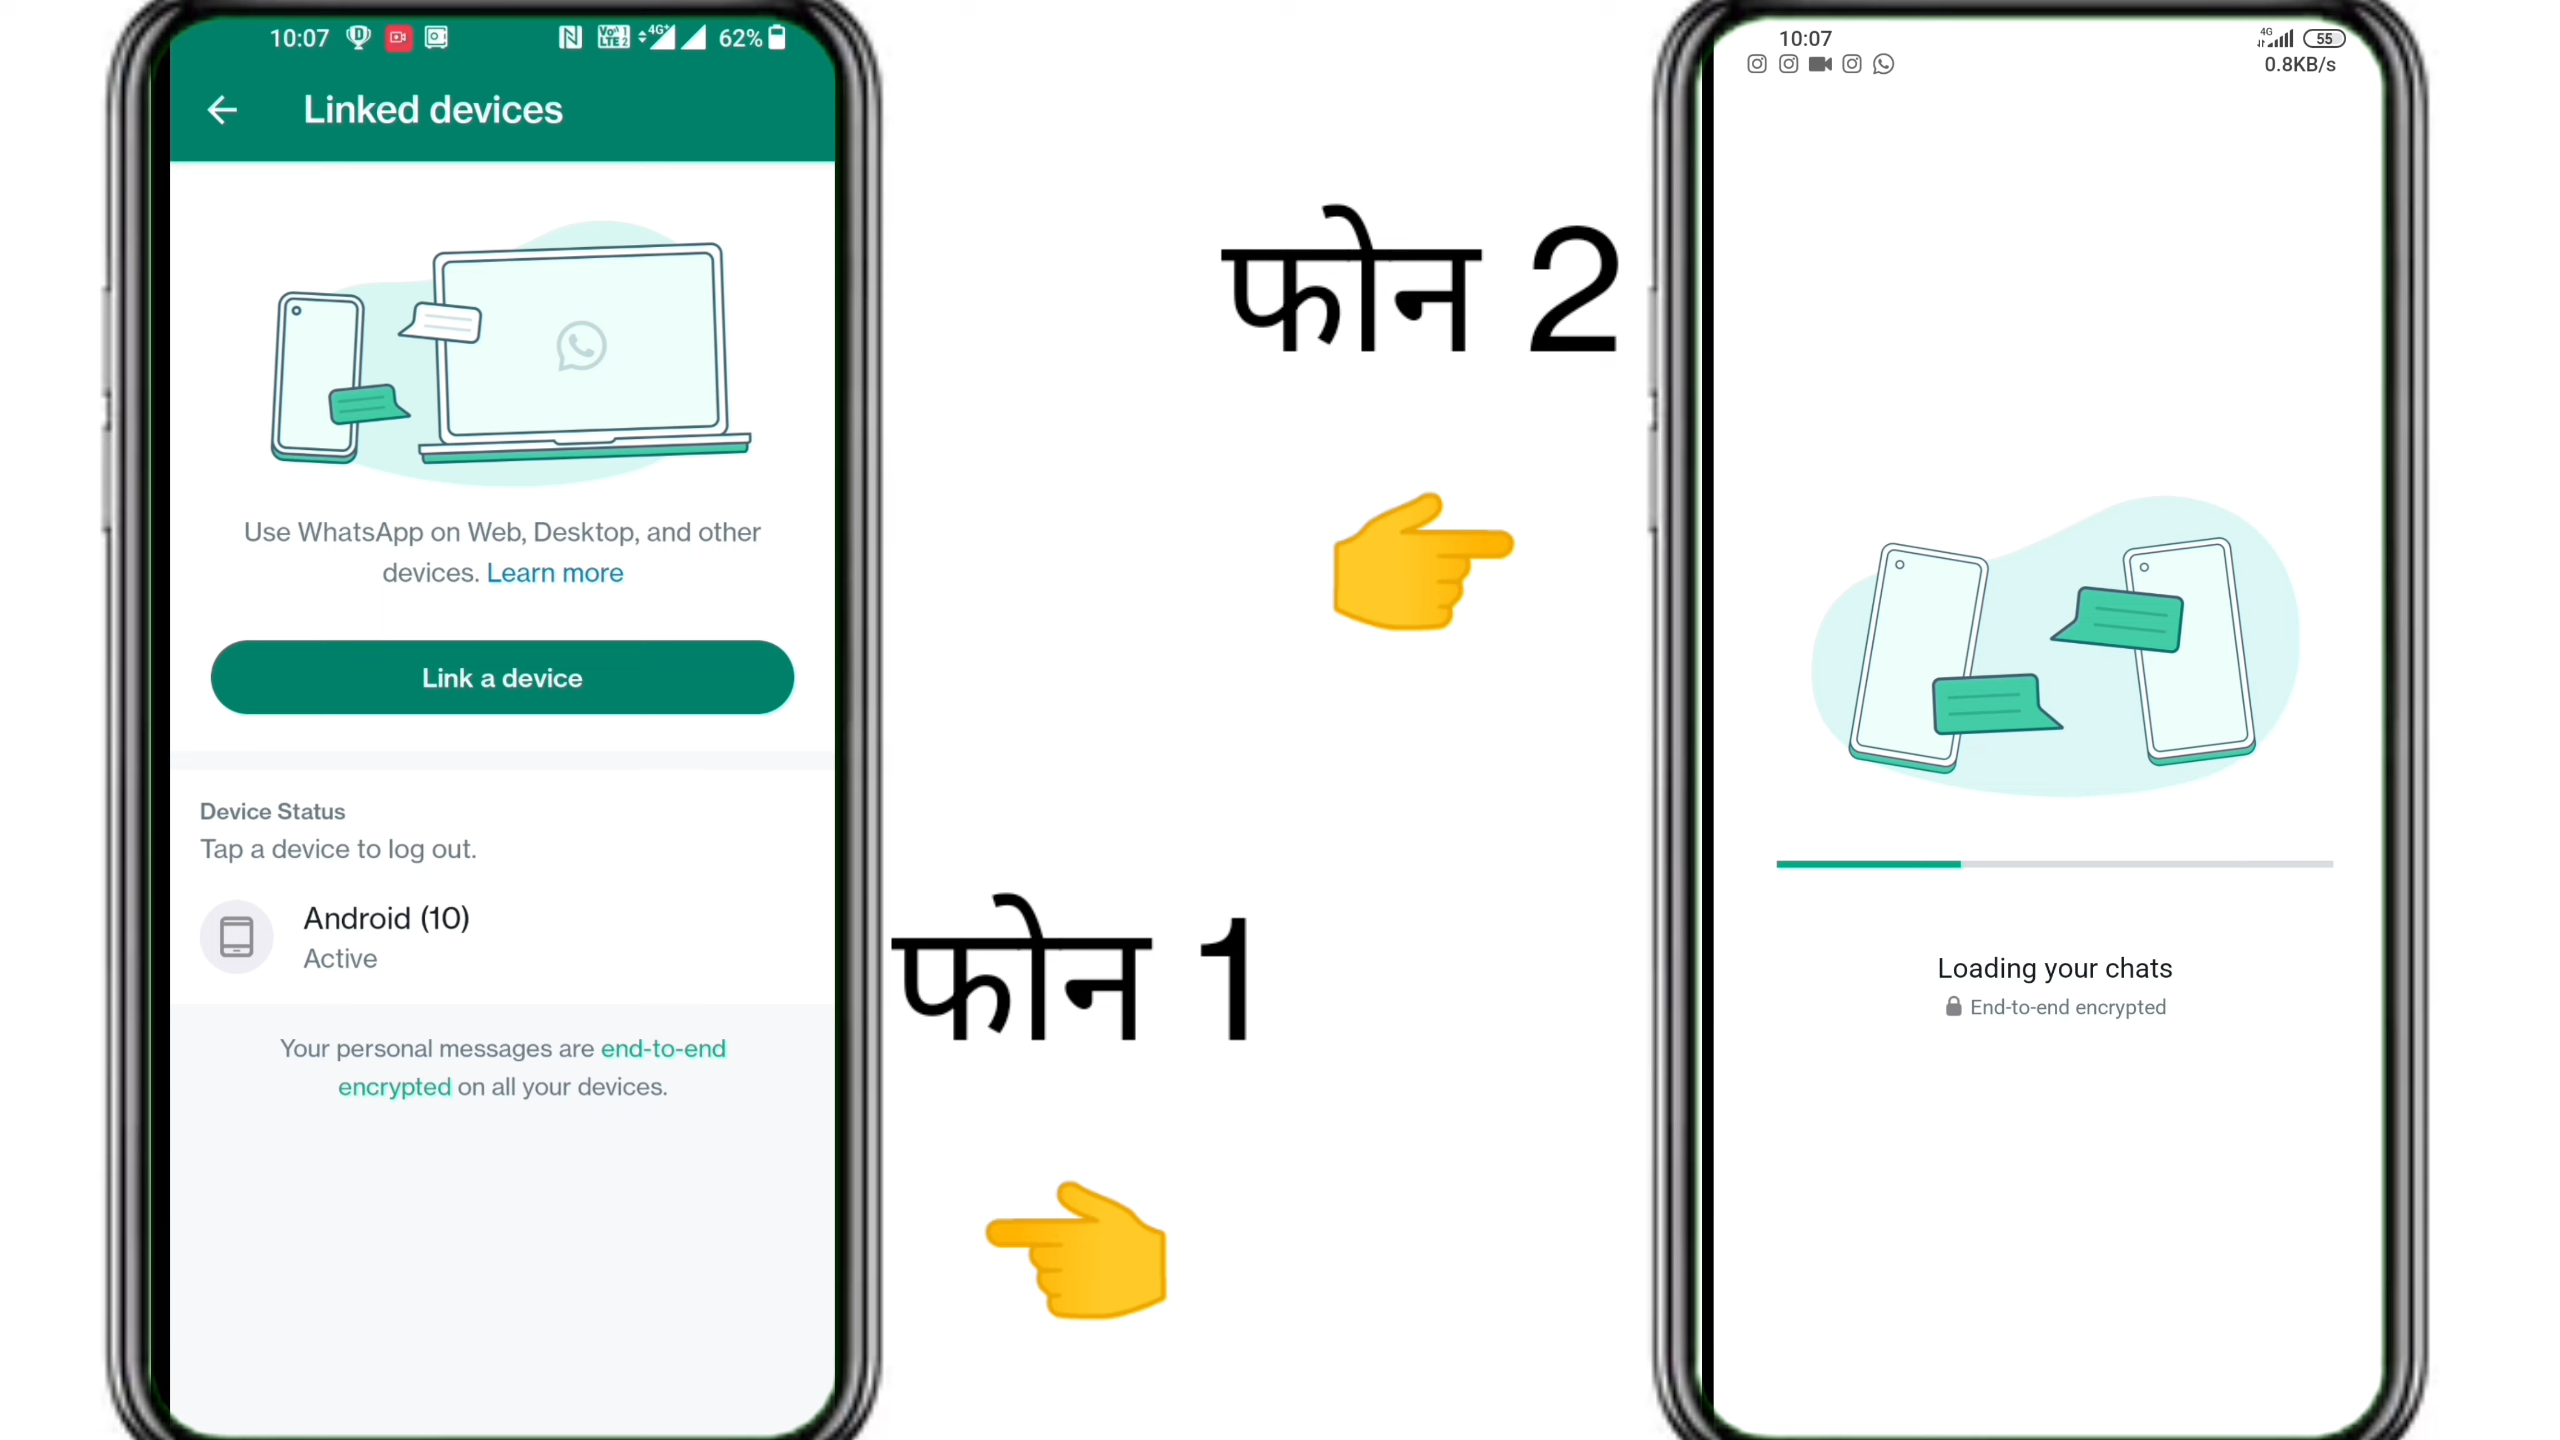 10:07
62%
Linked devices
Use WhatsApp on Web, Desktop, and other
devices. Learn more
Link a device
Device Status
Tap a device to log out.
Android (10)
Active
Your personal messages are end-to-end
encrypted on all your devices.
फोन 2
फोन 1
10:07
4G
55
0.8KB/s
Loading your chats
End-to-end encrypted